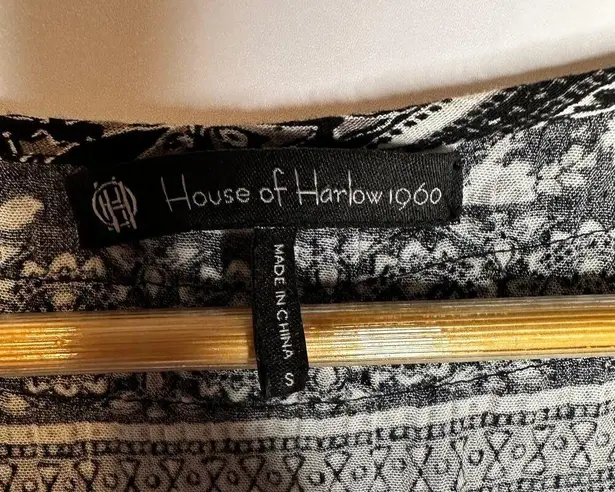 House of Harlow 1960
MADE IN CHINA
S